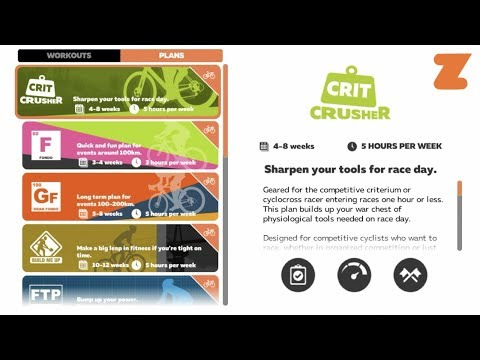 WORKOUTS
PLANS
CRIT
CRUSHER
Sharpen your tools for race day.
4-8 weeks
5 hours per week
F
FONDO
Quick and fun plan for
events around 100km.
3-4 weeks
3 hours per week
100
GF
GRAN FONDO
Long term plan for
events 100-200km.
5-8 weeks
5 hours per week
BUILD ME UP
Make a big leap in fitness if you're tight on
time.
10-12 weeks
5 hours per week
FTP
Bump up your power.
CRIT
CRUSHER
4-8 weeks
5 HOURS PER WEEK
Sharpen your tools for race day.
Geared for the competitive criterium or
cyclocross racer entering races one hour or less.
This plan builds up your war chest of
physiological tools needed on race day.
Designed for competitive cyclists who want to
race, whether in organized competition or just